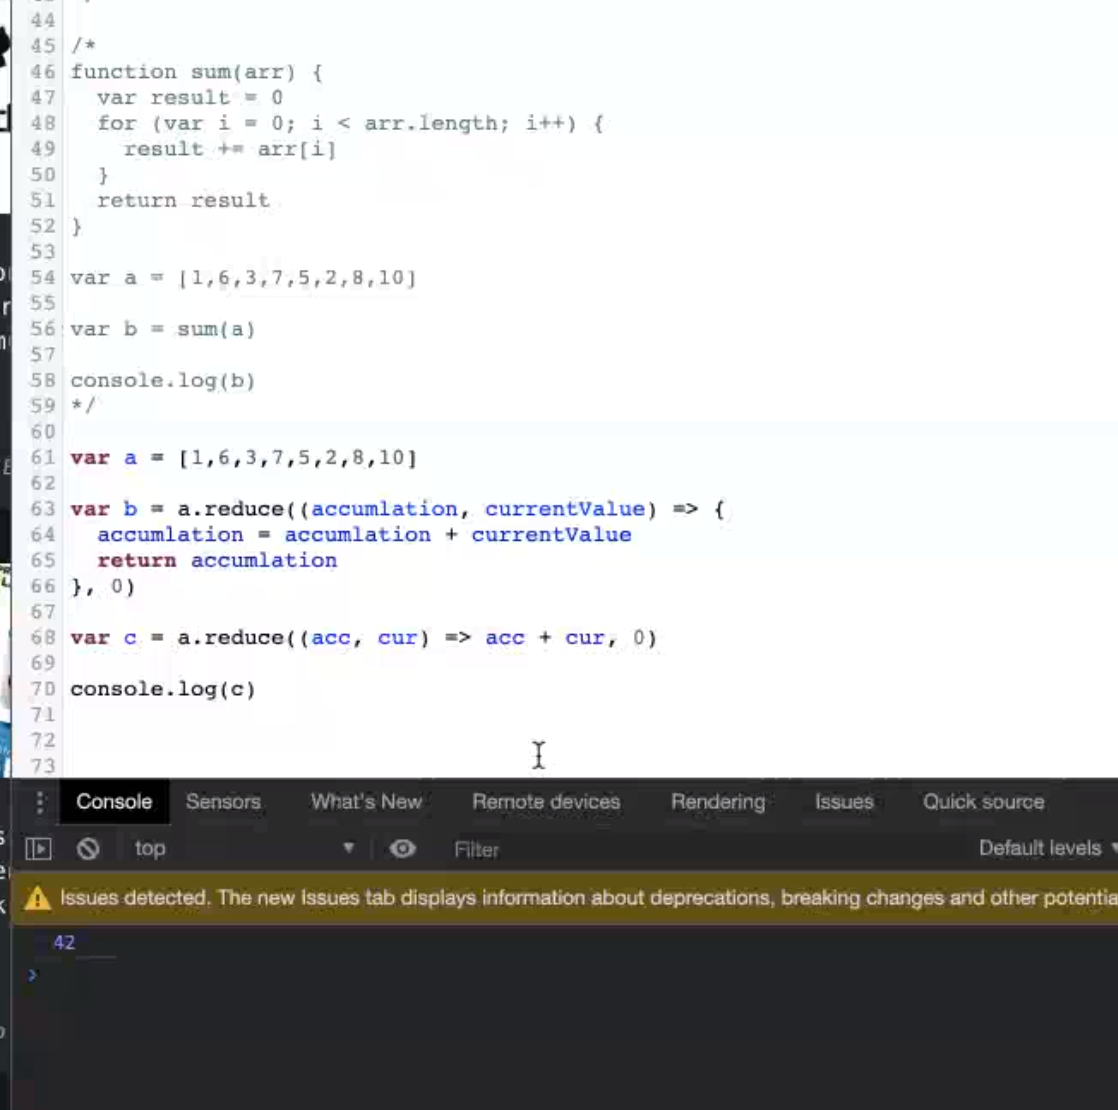 44
45 /*
46 function sum(arr) {
47   var result = 0
48   for (var i = 0; i < arr.length; i++) {
49     result += arr[i]
50   }
51   return result
52 }
53
54 var a = [1,6,3,7,5,2,8,10]
55
56 var b = sum(a)
57
58 console.log(b)
59 */
60
61 var a = [1,6,3,7,5,2,8,10]
62
63 var b = a.reduce((accumlation, currentValue) => {
64   accumlation = accumlation + currentValue
65   return accumlation
66 }, 0)
67
68 var c = a.reduce((acc, cur) => acc + cur, 0)
69
70 console.log(c)
71
72
73
Console Sensors What's New Remote devices Rendering Issues Quick source
top Filter Default levels
Issues detected. The new Issues tab displays information about deprecations, breaking changes and other potentia
42
>